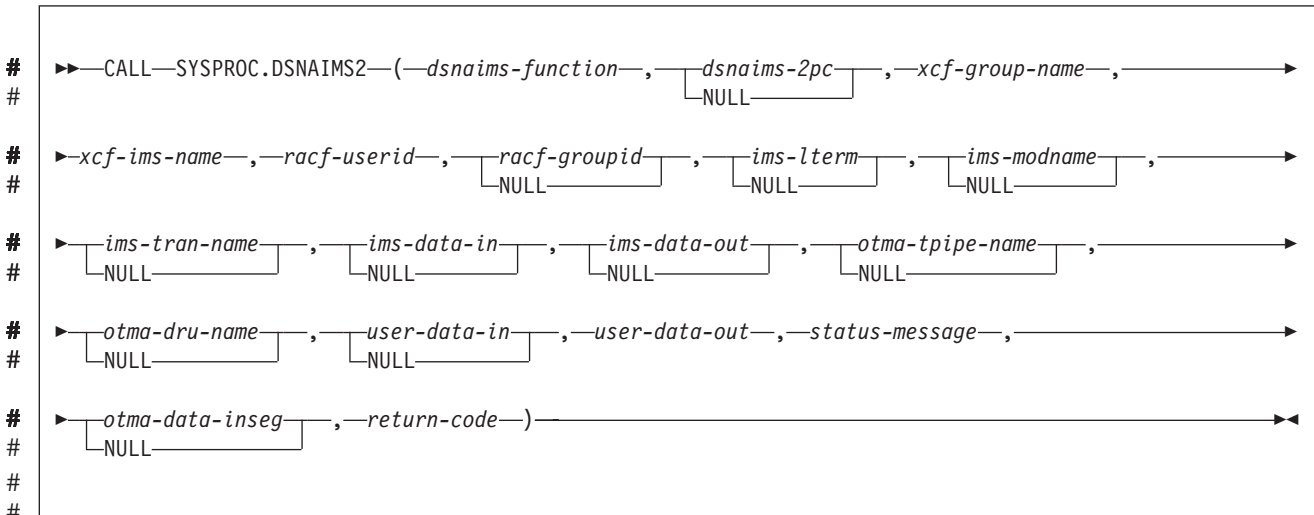 # CALL SYSPROC.DSNAIMS2 ( dsnaims-function , dsnaims-2pc , xcf-group-name ,
# NULL
# xcf-ims-name , racf-userid , racf-groupid , ims-lterm , ims-modname ,
# NULL NULL NULL
# ims-tran-name , ims-data-in , ims-data-out , otma-tpipe-name ,
# NULL NULL NULL NULL
# otma-dru-name , user-data-in , user-data-out , status-message ,
# NULL NULL
# otma-data-inseg , return-code )
# NULL
#
#